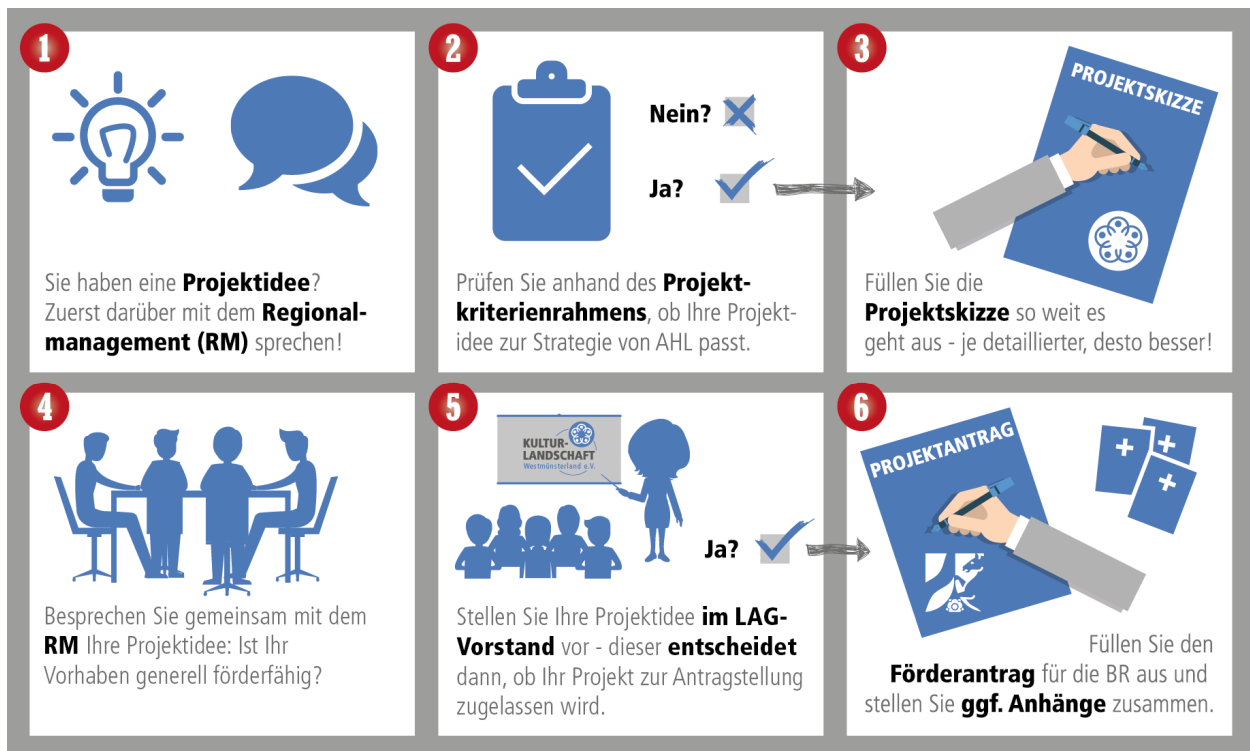 1
Sie haben eine Projektidee?
Zuerst darüber mit dem Regional-
management (RM) sprechen!
2
Nein?
Ja?
Prüfen Sie anhand des Projekt-
kriterienrahmens, ob Ihre Projekt-
idee zur Strategie von AHL passt.
3
PROJEKTSKIZZE
Füllen Sie die
Projektskizze so weit es
geht aus - je detaillierter, desto besser!
4
Besprechen Sie gemeinsam mit dem
RM Ihre Projektidee: Ist Ihr
Vorhaben generell förderfähig?
5
KULTUR-
LANDSCHAFT
Westmünsterland e.V.
Ja?
Stellen Sie Ihre Projektidee im LAG-
Vorstand vor - dieser entscheidet
dann, ob Ihr Projekt zur Antragstellung
zugelassen wird.
6
PROJEKTANTRAG
Füllen Sie den
Förderantrag für die BR aus und
stellen Sie ggf. Anhänge zusammen.